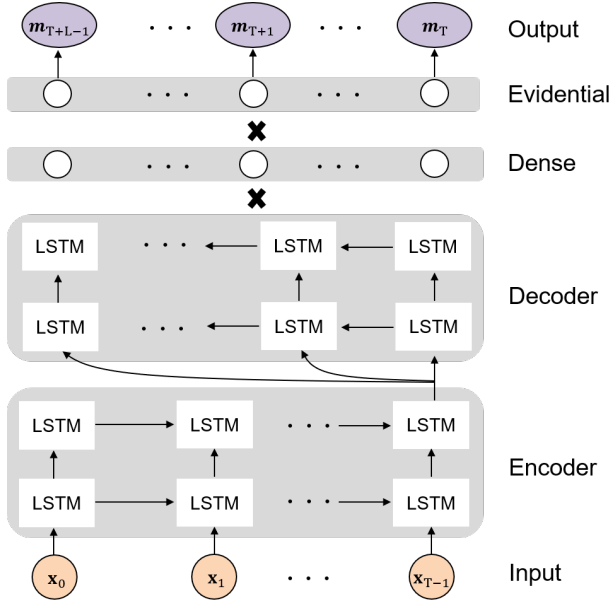 m_{T+L−1} · · · m_{T+1} · · · m_T Output
· · · · · · Evidential
· · · · · · Dense
LSTM · · · LSTM LSTM
Decoder
LSTM · · · LSTM LSTM
LSTM LSTM · · · LSTM
Encoder
LSTM LSTM · · · LSTM
x_0 x_1 · · · x_{T−1} Input